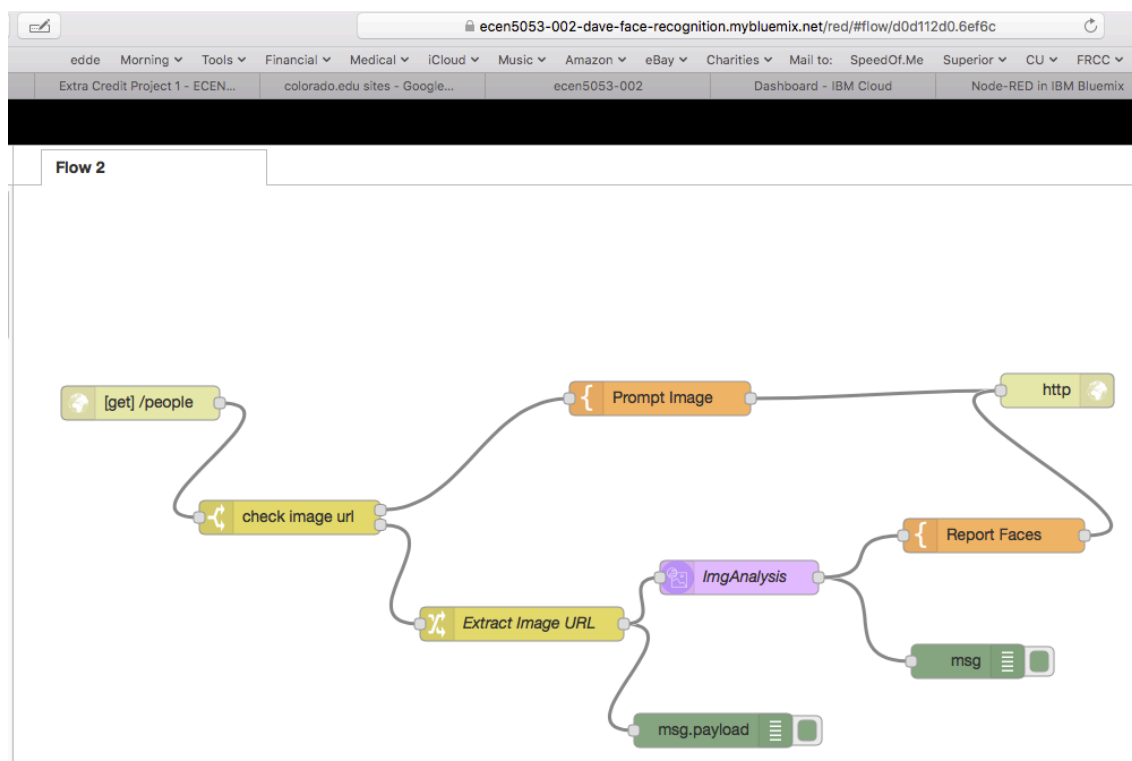 ecen5053-002-dave-face-recognition.mybluemix.net/red/#flow/d0d112d0.6ef6c
edde Morning Tools Financial Medical iCloud Music Amazon eBay Charities Mail to: SpeedOf.Me Superior CU FRCC
Extra Credit Project 1 - ECEN... colorado.edu sites - Google... ecen5053-002 Dashboard - IBM Cloud Node-RED in IBM Bluemix
Flow 2
[get] /people
Prompt Image
http
check image url
Report Faces
ImgAnalysis
Extract Image URL
msg
msg.payload